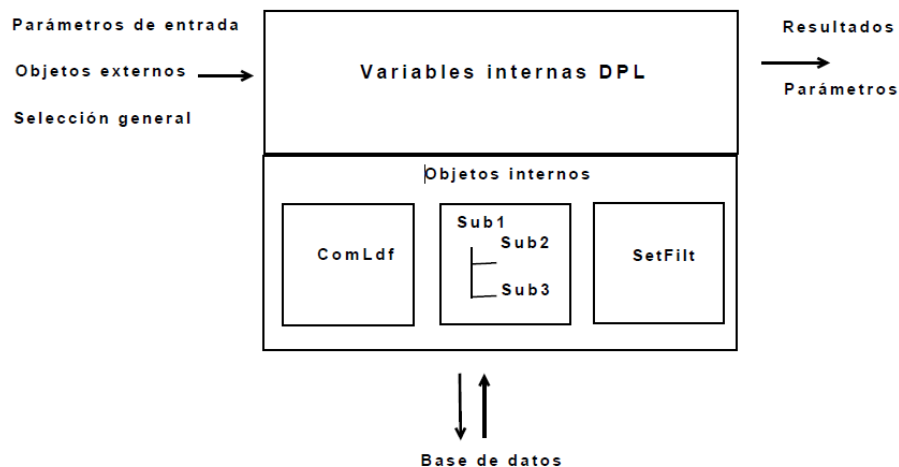 Parámetros de entrada
Objetos externos
Selección general
Variables internas DPL
Resultados
Parámetros
Objetos internos
ComLdf
Sub1
Sub2
Sub3
SetFilt
Base de datos